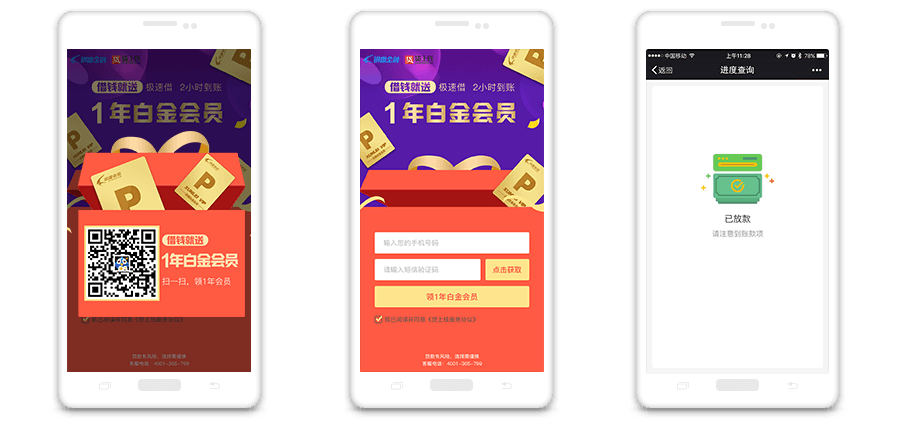 借钱就送 极速借 2小时到账
1年白金会员
P
P
借钱就送
1年白金会员
扫一扫，领1年会员
贷款有风险，选择需谨慎
客服电话：4001-365-799
借钱就送 极速借 2小时到账
1年白金会员
P
P
XUNLEI VIP
输入您的手机号码
请输入短信验证码
点击获取
领1年白金会员
我已阅读并同意
贷款有风险，选择需谨慎
客服电话：4001-365-799
中国移动
上午11:28
78%
返回
进度查询
已放款
请注意到账款项